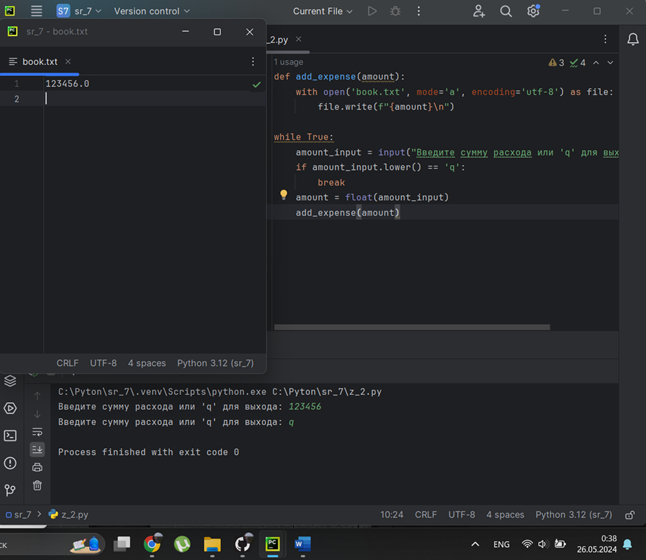 S7 sr_7 Version control Current File
sr_7 - book.txt
book.txt
1 123456.0
2
_2.py
1 usage
3 4
def add_expense(amount):
with open('book.txt', mode='a', encoding='utf-8') as file:
file.write(f"{amount}\n")
while True:
amount_input = input("Введите сумму расхода или 'q' для вых
if amount_input.lower() == 'q':
break
amount = float(amount_input)
add_expense(amount)
CRLF UTF-8 4 spaces Python 3.12 (sr_7)
C:\Pyton\sr_7\.venv\Scripts\python.exe C:\Pyton\sr_7\z_2.py
Введите сумму расхода или 'q' для выхода: 123456
Введите сумму расхода или 'q' для выхода: q
Process finished with exit code 0
sr_7 z_2.py 10:24 CRLF UTF-8 4 spaces Python 3.12 (sr_7)
ск ENG 0:38
26.05.2024